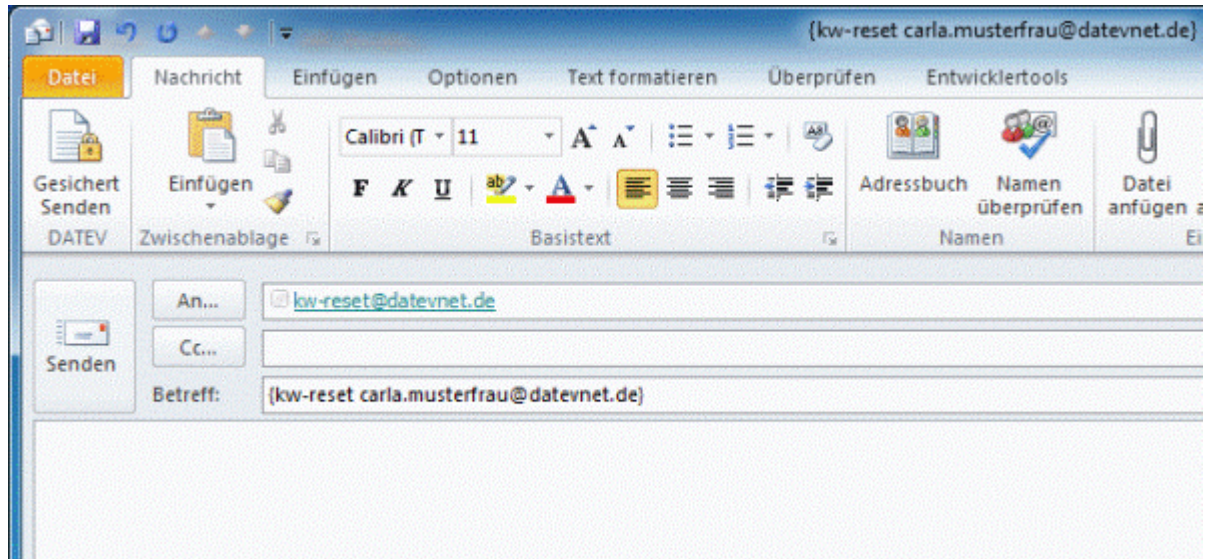 {kw-reset carla.musterfrau@datevnet.de}
Datei Nachricht Einfügen Optionen Text formatieren Überprüfen Entwicklertools
Calibri (T 11
Gesichert Senden
Einfügen
F K U
Adressbuch
Namen überprüfen
Datei anfügen
DATEV Zwischenablage Basistext Namen
An... kw-reset@datevnet.de
Cc...
Senden
Betreff: {kw-reset carla.musterfrau@datevnet.de}